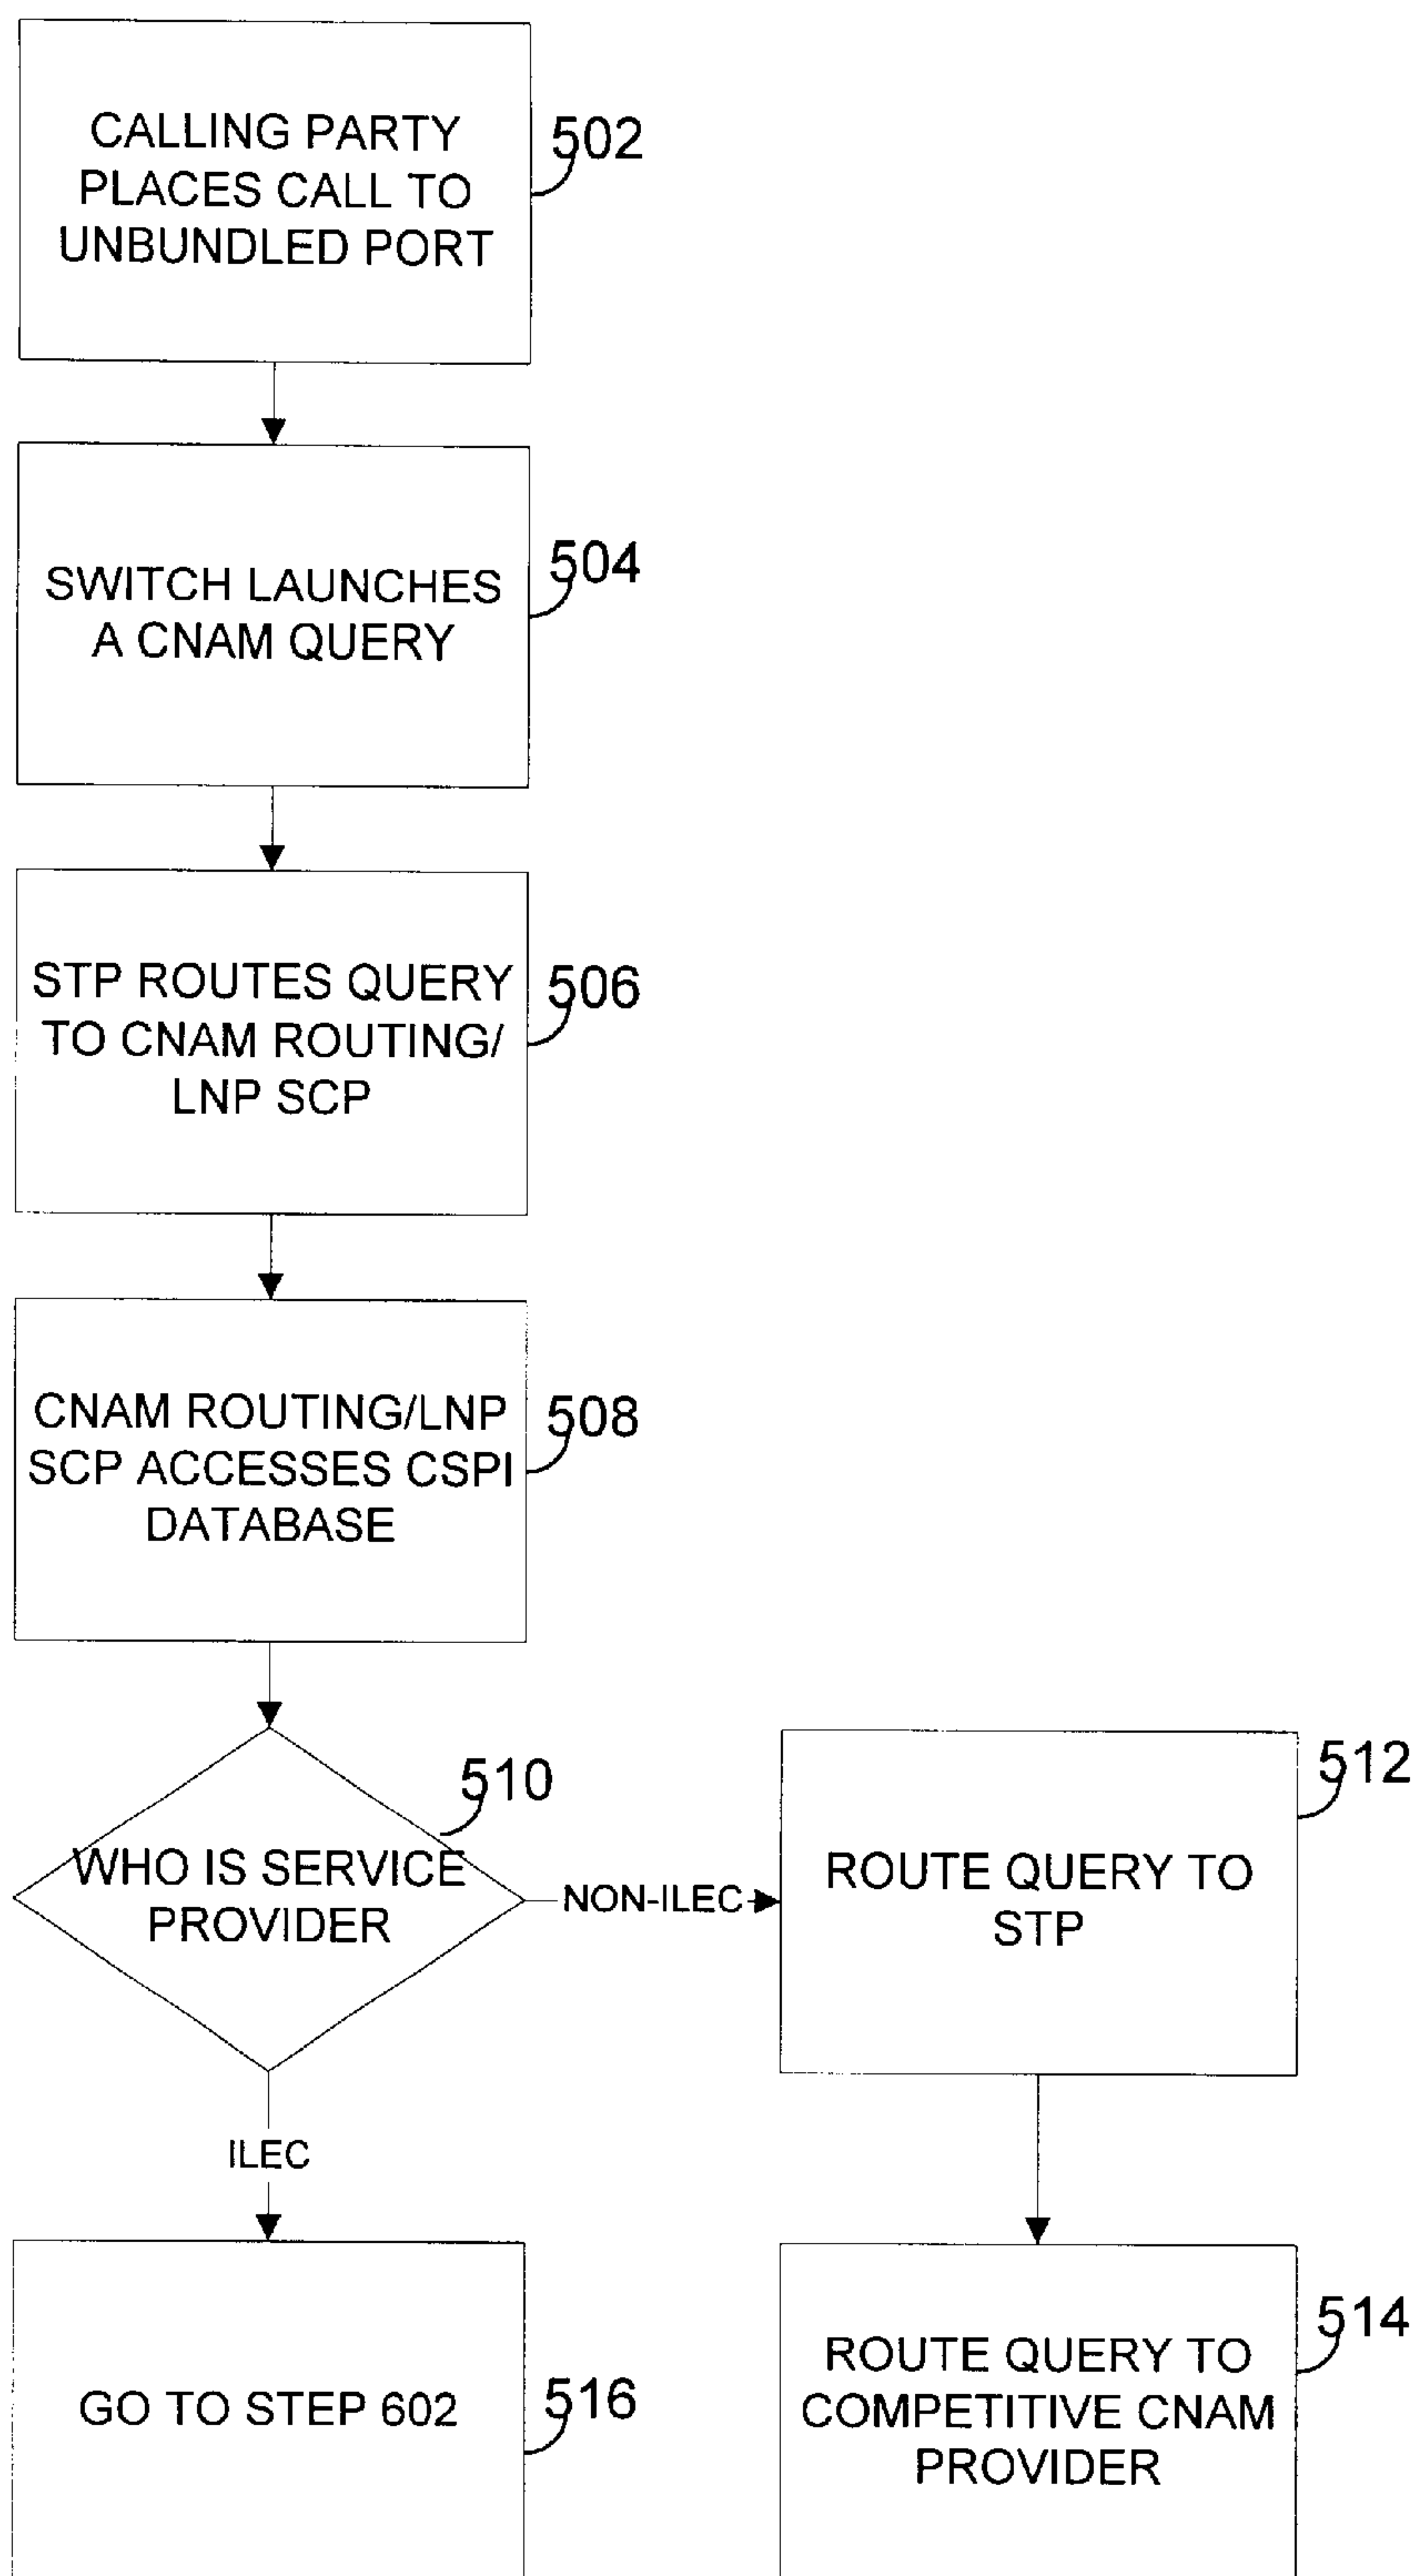 CALLING PARTY
PLACES CALL TO
UNBUNDLED PORT
502
SWITCH LAUNCHES
A CNAM QUERY
504
STP ROUTES QUERY
TO CNAM ROUTING/
LNP SCP
506
CNAM ROUTING/LNP
SCP ACCESSES CSPI
DATABASE
508
WHO IS SERVICE
PROVIDER
510
NON-ILEC
ROUTE QUERY TO
STP
512
ILEC
GO TO STEP 602
516
ROUTE QUERY TO
COMPETITIVE CNAM
PROVIDER
514